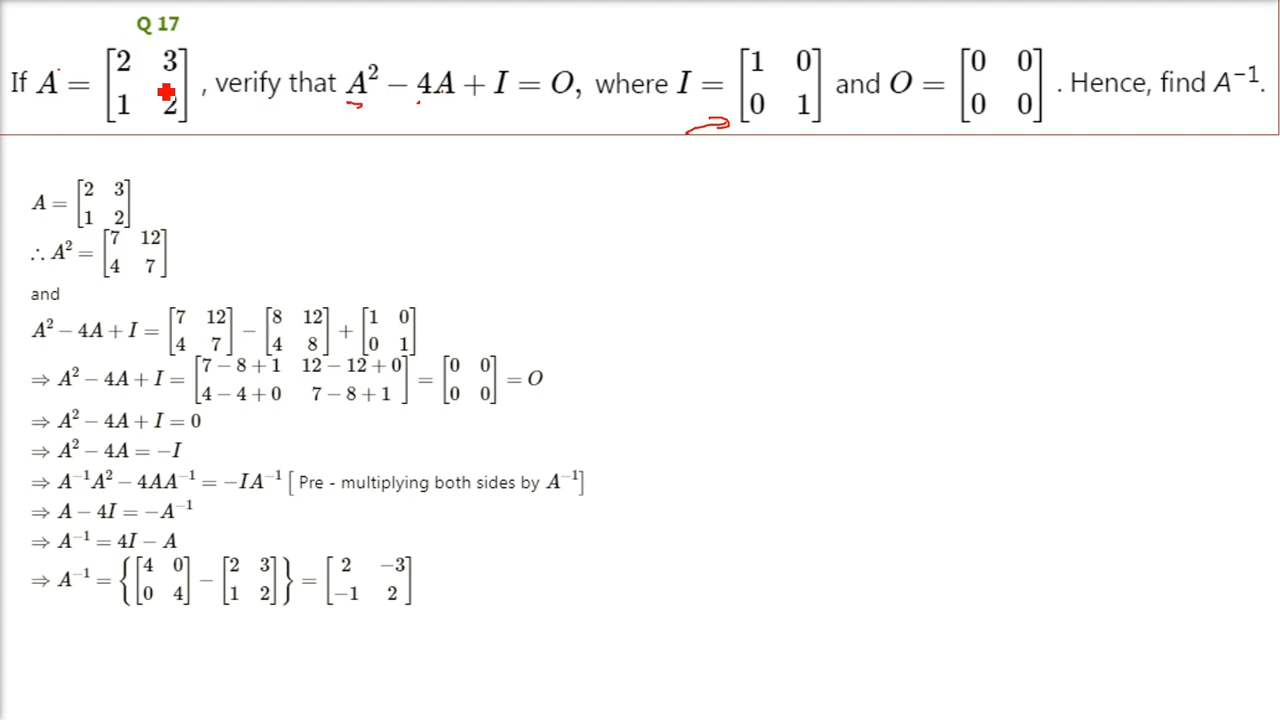 Q 17
If A = [2 3; 1 2], verify that A² − 4A + I = O, where I = [1 0; 0 1] and O = [0 0; 0 0]. Hence, find A⁻¹.
A = [2 3; 1 2]
∴ A² = [7 12; 4 7]
and
A² − 4A + I = [7 12; 4 7] − [8 12; 4 8] + [1 0; 0 1]
⇒ A² − 4A + I = [7 − 8 + 1 12 − 12 + 0; 4 − 4 + 0 7 − 8 + 1] = [0 0; 0 0] = O
⇒ A² − 4A + I = 0
⇒ A² − 4A = −I
⇒ A⁻¹A² − 4AA⁻¹ = −IA⁻¹ [ Pre - multiplying both sides by A⁻¹]
⇒ A − 4I = −A⁻¹
⇒ A⁻¹ = 4I − A
⇒ A⁻¹ = {[4 0; 0 4] − [2 3; 1 2]} = [2 −3; −1 2]